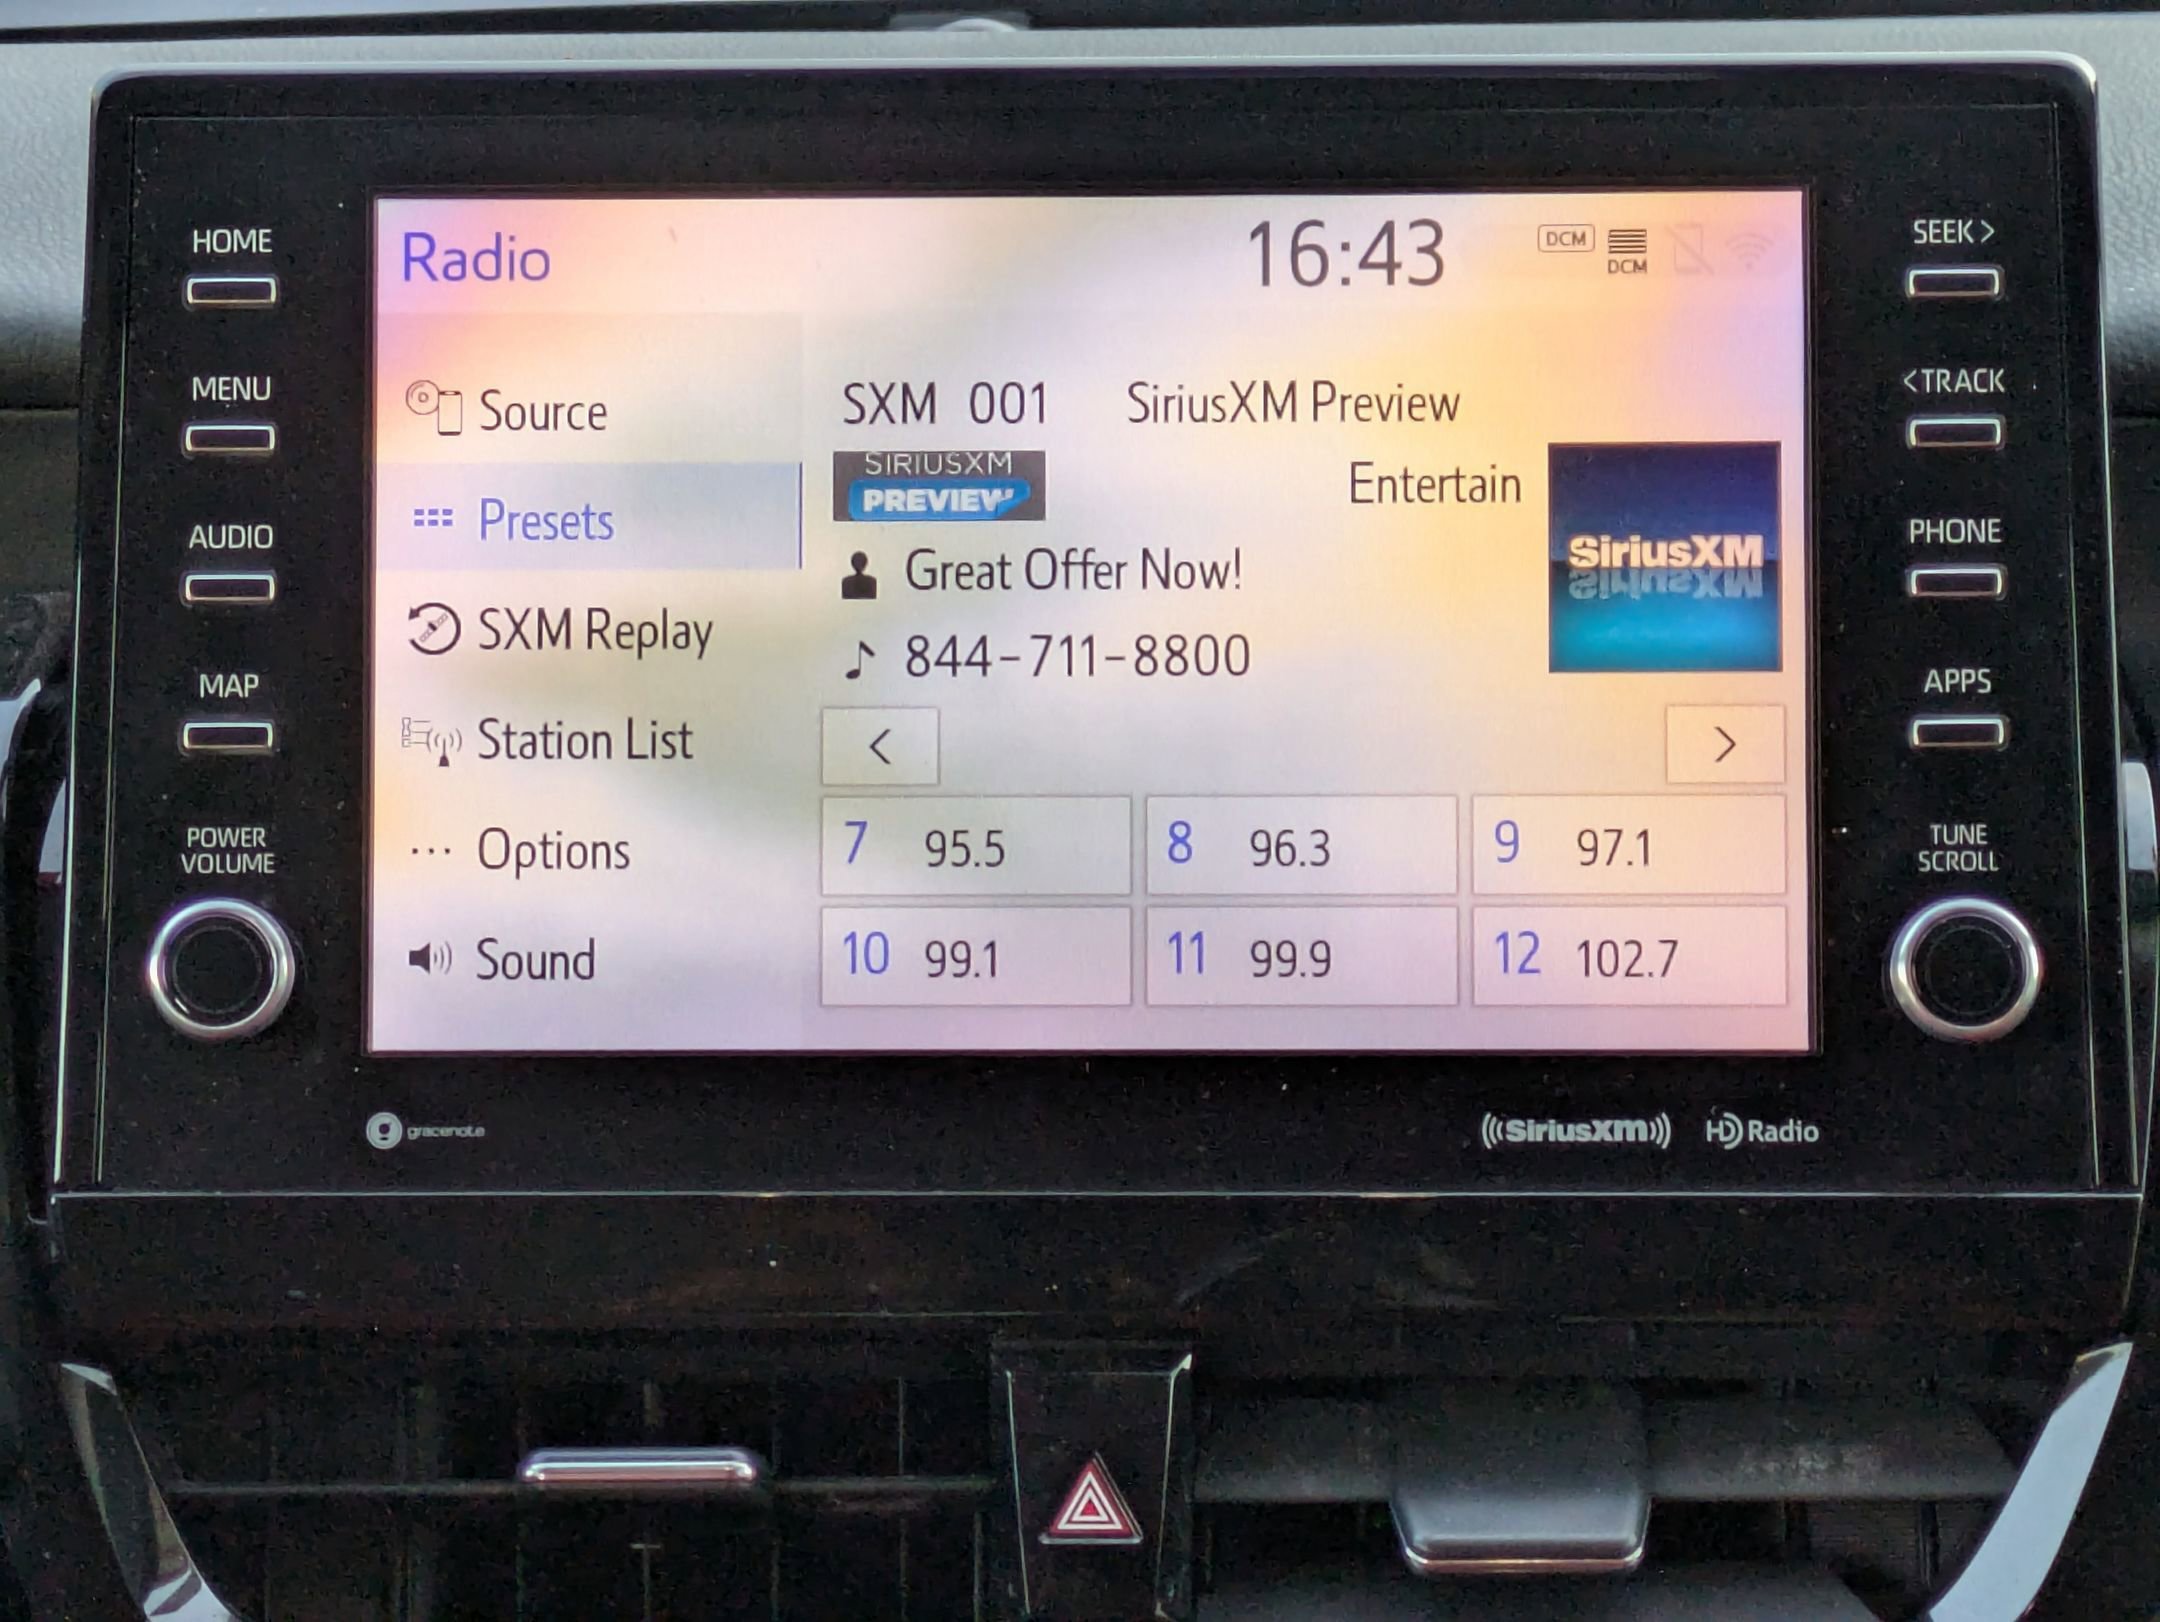 HOME
MENU
AUDIO
MAP
POWER
VOLUME
Radio
16:43
DCM
DCM
Source
Presets
SXM Replay
Station List
Options
Sound
SXM 001 SiriusXM Preview
SIRIUSXM
PREVIEW
Entertain
SiriusXM
Great Offer Now!
844-711-8800
<
>
7 95.5
8 96.3
9 97.1
10 99.1
11 99.9
12 102.7
SEEK>
<TRACK
PHONE
APPS
TUNE
SCROLL
gracenote
SiriusXM
HD Radio